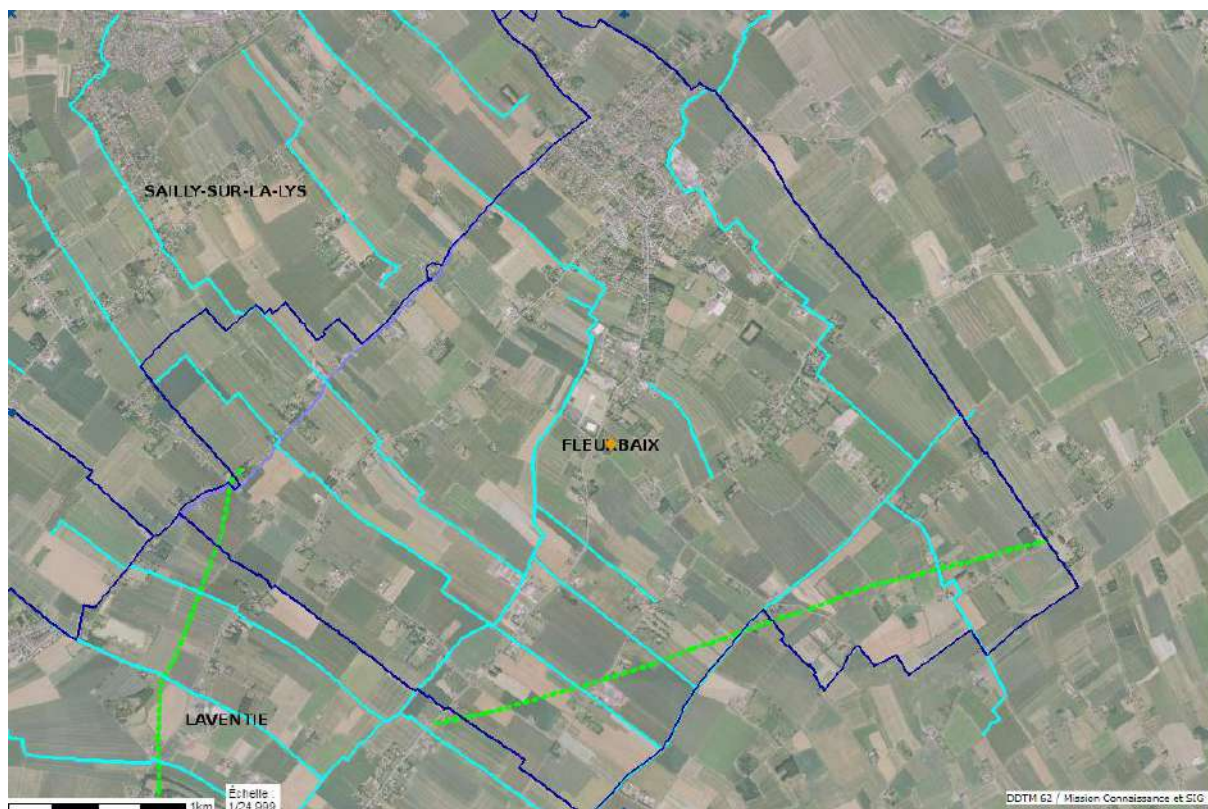 SAILLY-SUR-LA-LYS
FLEURBAIX
LAVENTIE
1km
Échelle :
1/24 999
DDTM 62 / Mission Connaissance et SIG